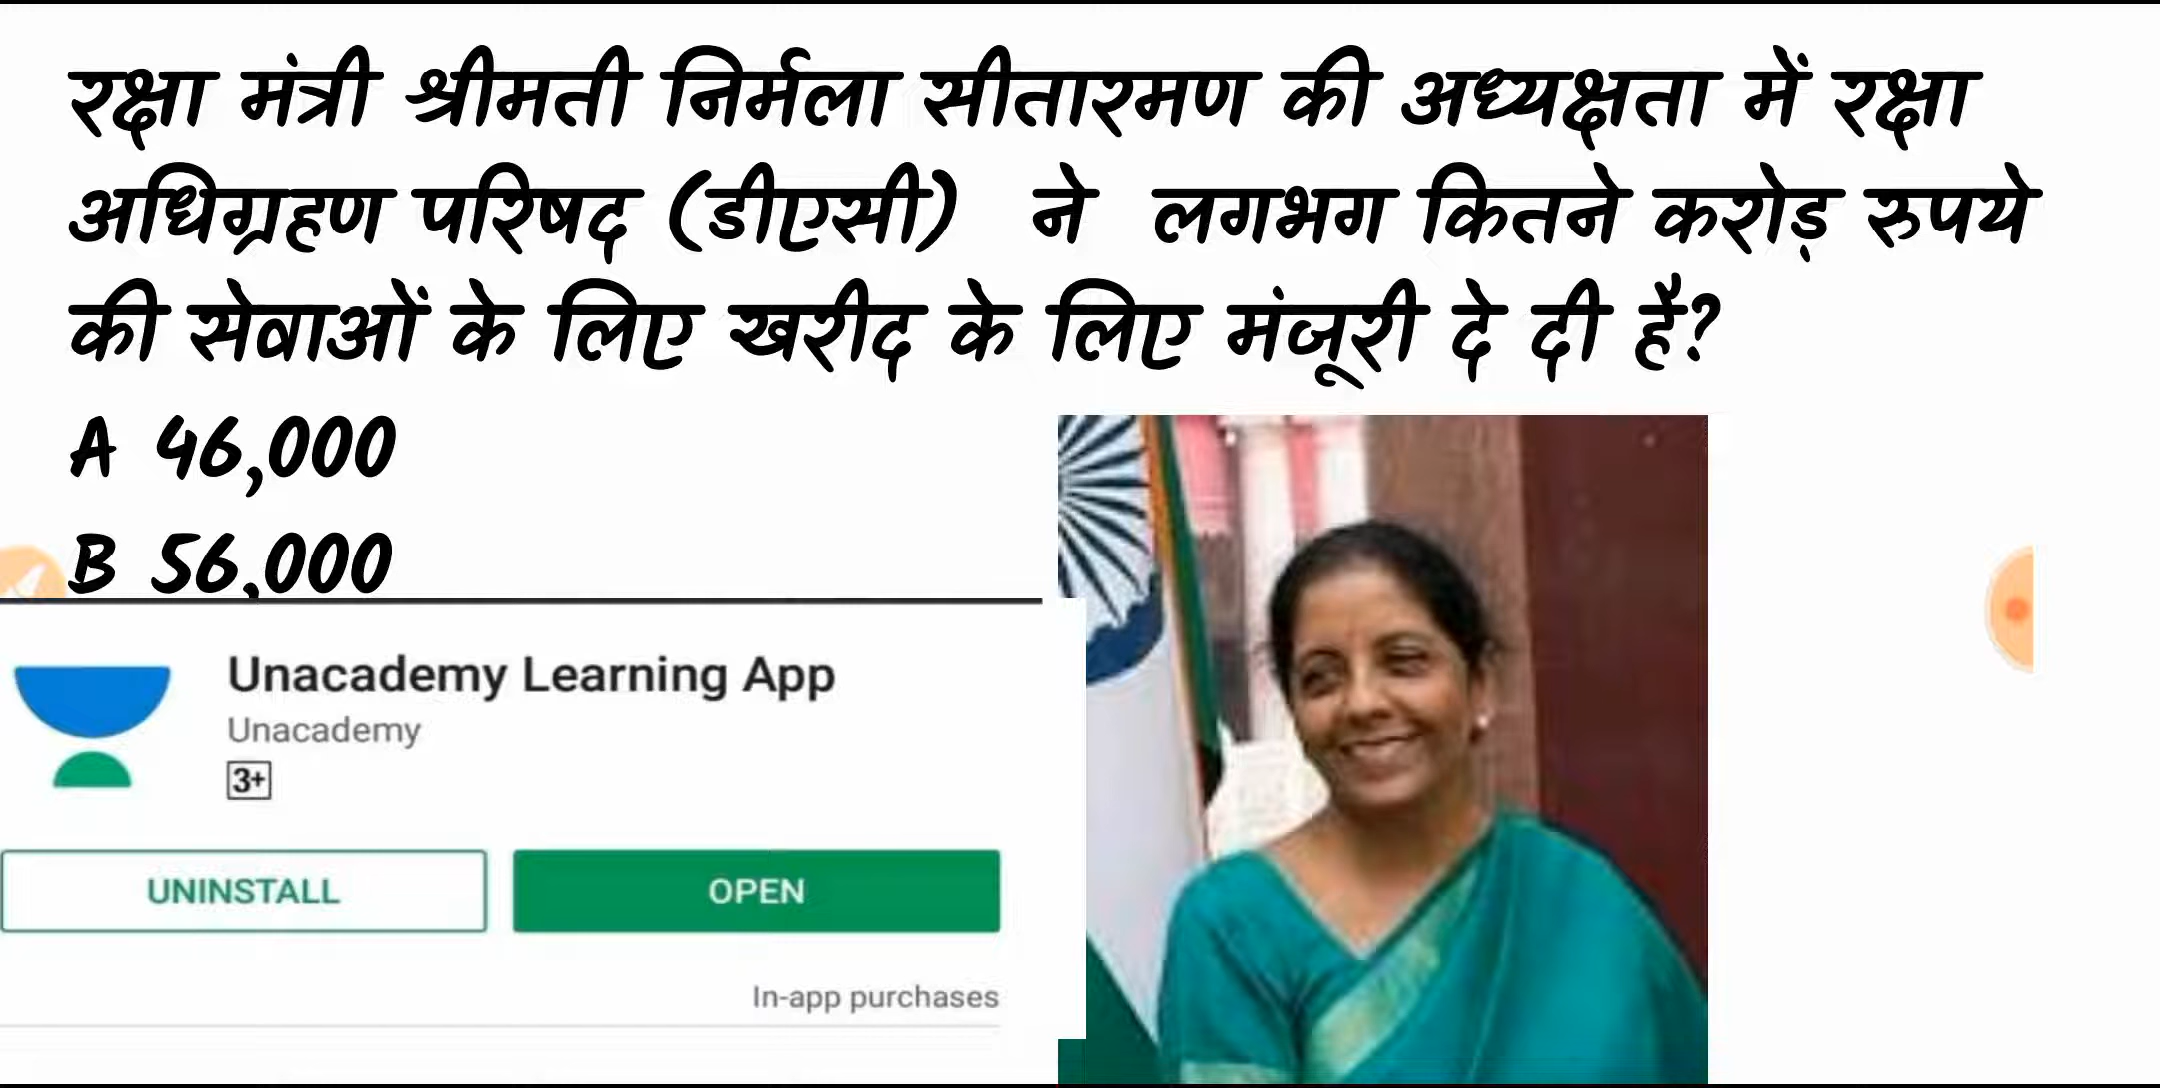 रक्षा मंत्री श्रीमती निर्मला सीतारमण की अध्यक्षता में रक्षा
अधिग्रहण परिषद (डीएसी) ने लगभग कितने करोड़ रुपये
की सेवाओं के लिए खरीद के लिए मंजूरी दे दी है?
A 46,000
B 56,000
Unacademy Learning App
Unacademy
3+
UNINSTALL
OPEN
In-app purchases